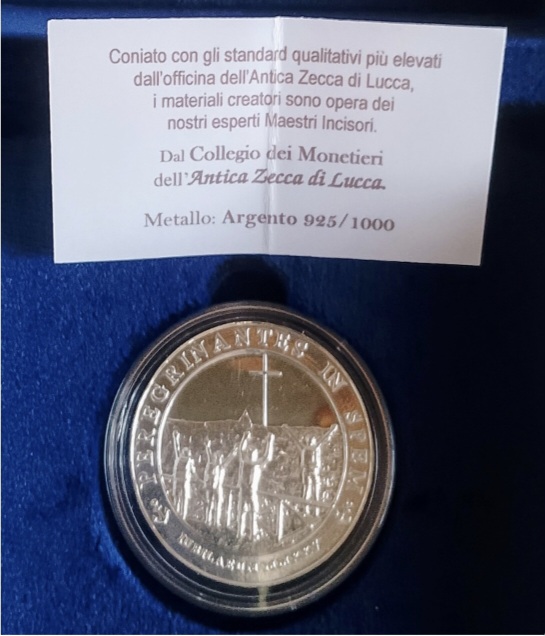 Coniato con gli standard qualitativi più elevati
dall'officina dell'Antica Zecca di Lucca,
i materiali creatori sono opera dei
nostri esperti Maestri Incisori.
Dal Collegio dei Monetieri
dell'Antica Zecca di Lucca.
Metallo: Argento 925/1000
PEREGRINANTES IN SPEM